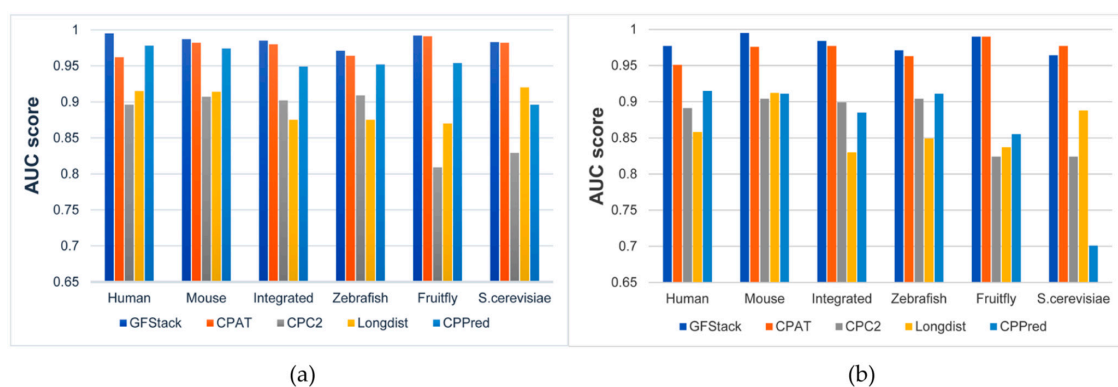 AUC score
1
0.95
0.9
0.85
0.8
0.75
0.7
0.65
Human Mouse Integrated Zebrafish Fruitfly S.cerevisiae
GFStack CPAT CPC2 Longdist CPPred
(a)
AUC score
1
0.95
0.9
0.85
0.8
0.75
0.7
0.65
Human Mouse Integrated Zebrafish Fruitfly S.cerevisiae
GFStack CPAT CPC2 Longdist CPPred
(b)